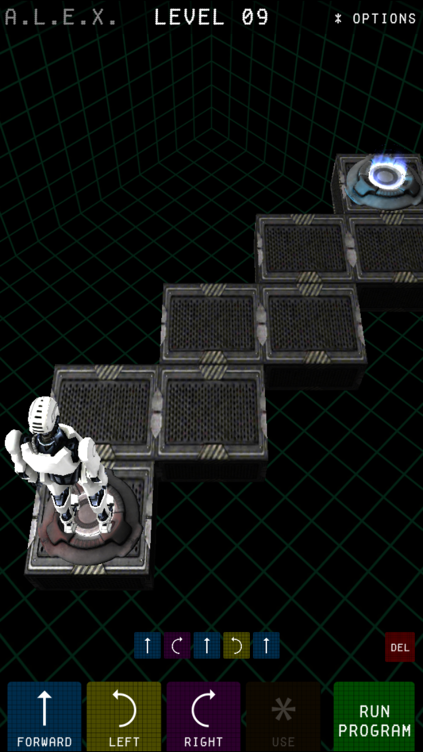 A.L.E.X.
LEVEL 09
* OPTIONS
DEL
FORWARD
LEFT
RIGHT
USE
RUN
PROGRAM